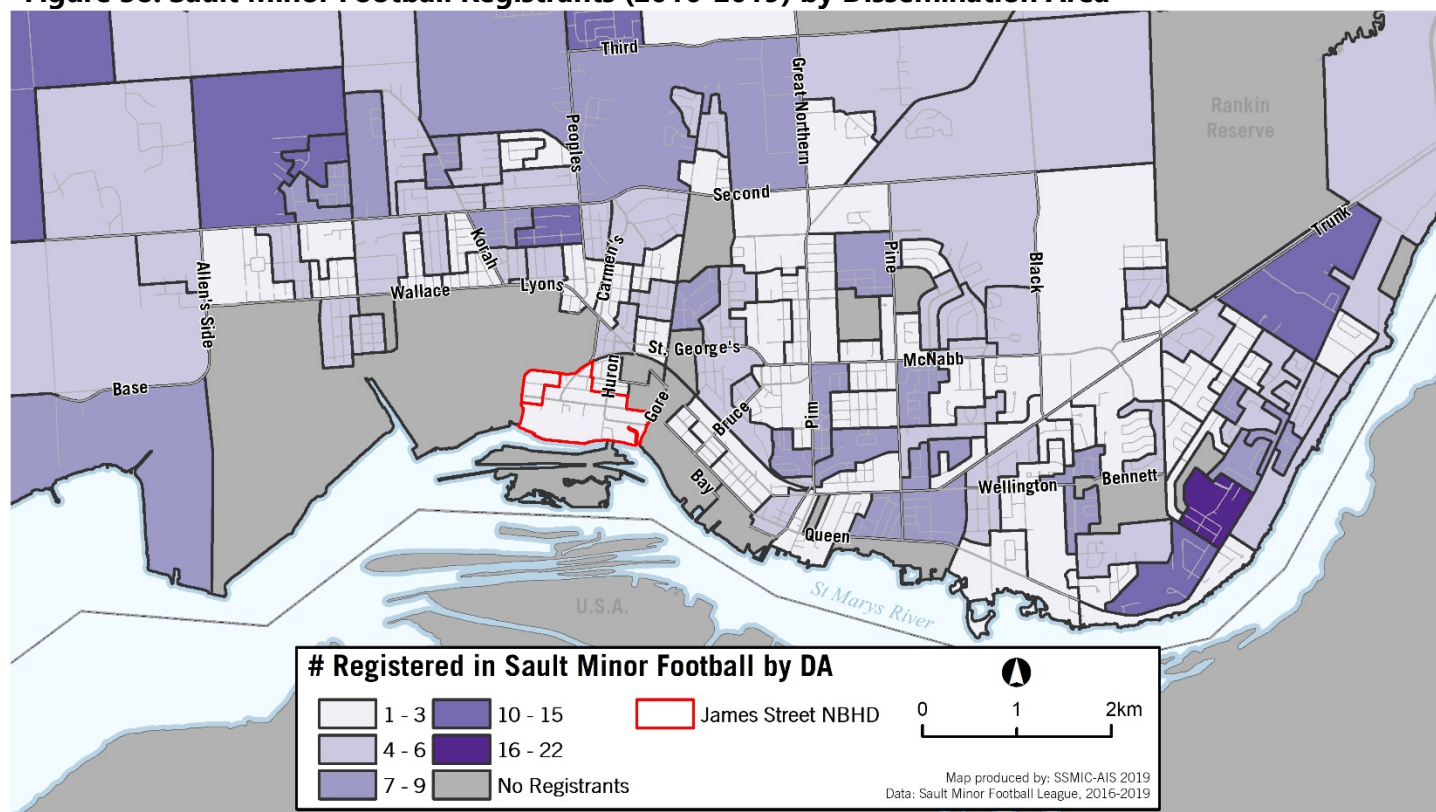 Figure Sault Minor Football Registrants (2016-2019) by Dissemination Area
Third
Great Northern
Rankin
Reserve
Peoples
Second
Trunk
Korah
Carmen's
Pine
Black
Allen's Side
Wallace
Lyons
St. George's
McNabb
Base
Huron
Gore
Bruce
Pim
Bay
Wellington
Bennett
Queen
St Marys River
U.S.A.
# Registered in Sault Minor Football by DA
1 - 3
10 - 15
James Street NBHD
0 1 2km
4 - 6
16 - 22
7 - 9
No Registrants
Map produced by: SSMIC-AIS 2019
Data: Sault Minor Football League, 2016-2019